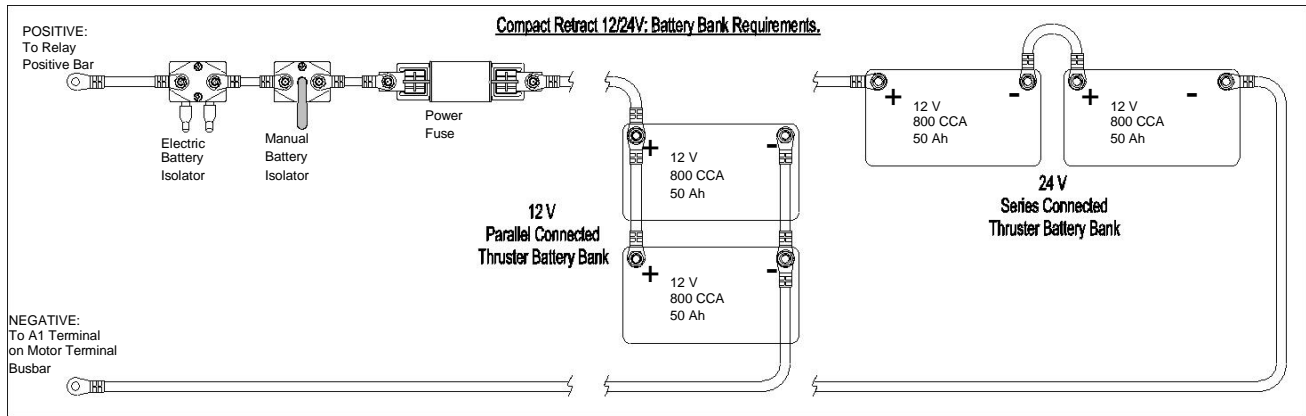 Compact Retract 12/24V: Battery Bank Requirements.
POSITIVE:
To Relay
Positive Bar
Electric
Battery
Isolator
Manual
Battery
Isolator
Power
Fuse
+
-
12 V
800 CCA
50 Ah
+
-
12 V
800 CCA
50 Ah
12 V
Parallel Connected
Thruster Battery Bank
+
-
12 V
800 CCA
50 Ah
+
-
12 V
800 CCA
50 Ah
24 V
Series Connected
Thruster Battery Bank
NEGATIVE:
To A1 Terminal
on Motor Terminal
Busbar